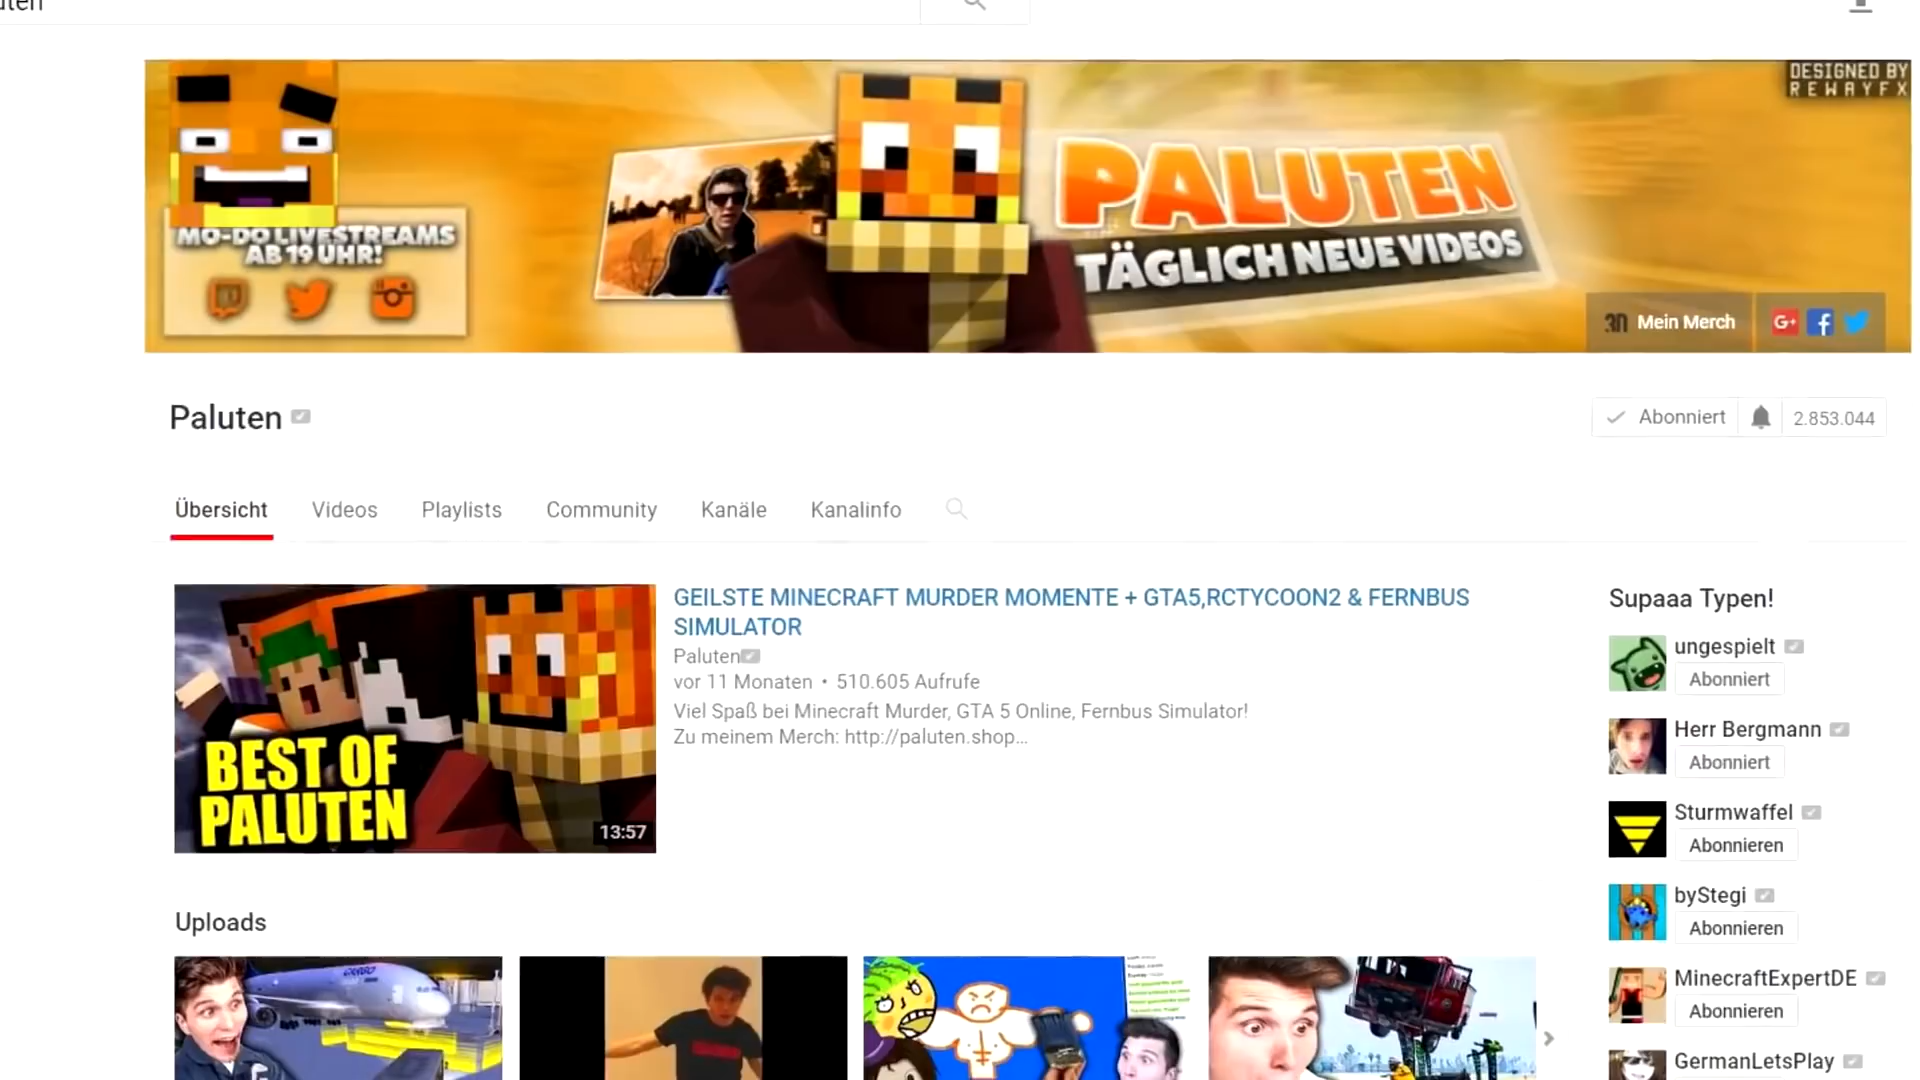 DESIGNED BY
REWAYFX
MO-DO LIVESTREAMS
AB 19 UHR!
PALUTEN
TÄGLICH NEUE VIDEOS
Mein Merch
Paluten
Abonniert 2.853.044
Übersicht Videos Playlists Community Kanäle Kanalinfo
BEST OF
PALUTEN
13:57
GEILSTE MINECRAFT MURDER MOMENTE + GTA5,RCTYCOON2 & FERNBUS
SIMULATOR
Paluten
vor 11 Monaten • 510.605 Aufrufe
Viel Spaß bei Minecraft Murder, GTA 5 Online, Fernbus Simulator!
Zu meinem Merch: http://paluten.shop...
Supaaa Typen!
ungespielt
Abonniert
Herr Bergmann
Abonniert
Sturmwaffel
Abonnieren
byStegi
Abonnieren
MinecraftExpertDE
Abonnieren
GermanLetsPlay
Uploads
CARGO